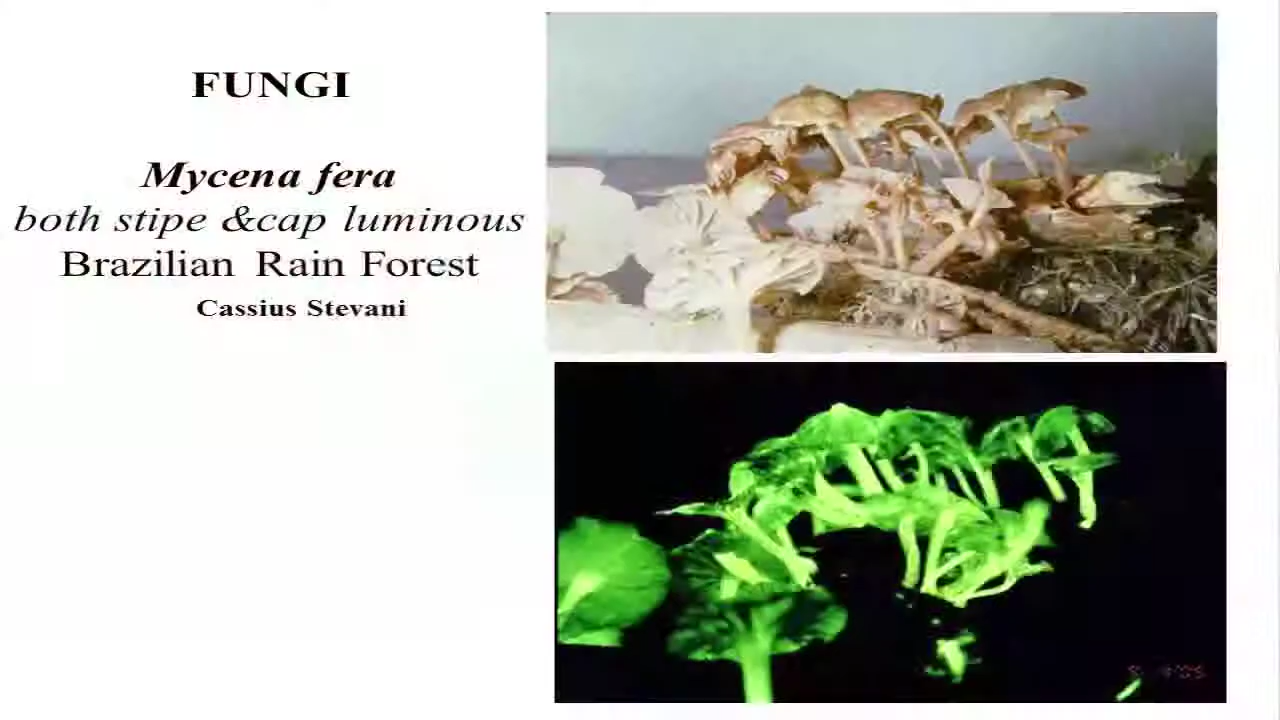 FUNGI
Mycena fera
both stipe &cap luminous
Brazilian Rain Forest
Cassius Stevani